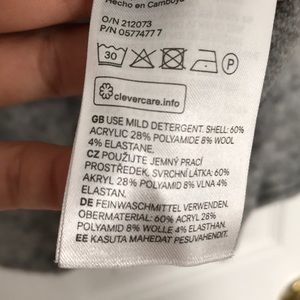 Hecho en Camboya
O/N 212073
P/N 0577477 7
30
P
clevercare.info
GB USE MILD DETERGENT. SHELL: 60%
ACRYLIC 28% POLYAMIDE 8% WOOL
4% ELASTANE.
CZ POUŽIJTE JEMNÝ PRACÍ
PROSTŘEDEK. SVRCHNÍ LÁTKA: 60%
AKRYL 28% POLYAMID 8% VLNA 4%
ELASTAN.
DE FEINWASCHMITTEL VERWENDEN.
OBERMATERIAL: 60% ACRYL 28%
POLYAMID 8% WOLLE 4% ELASTHAN.
EE KASUTA MAHEDAT PESUVAHENDIT.